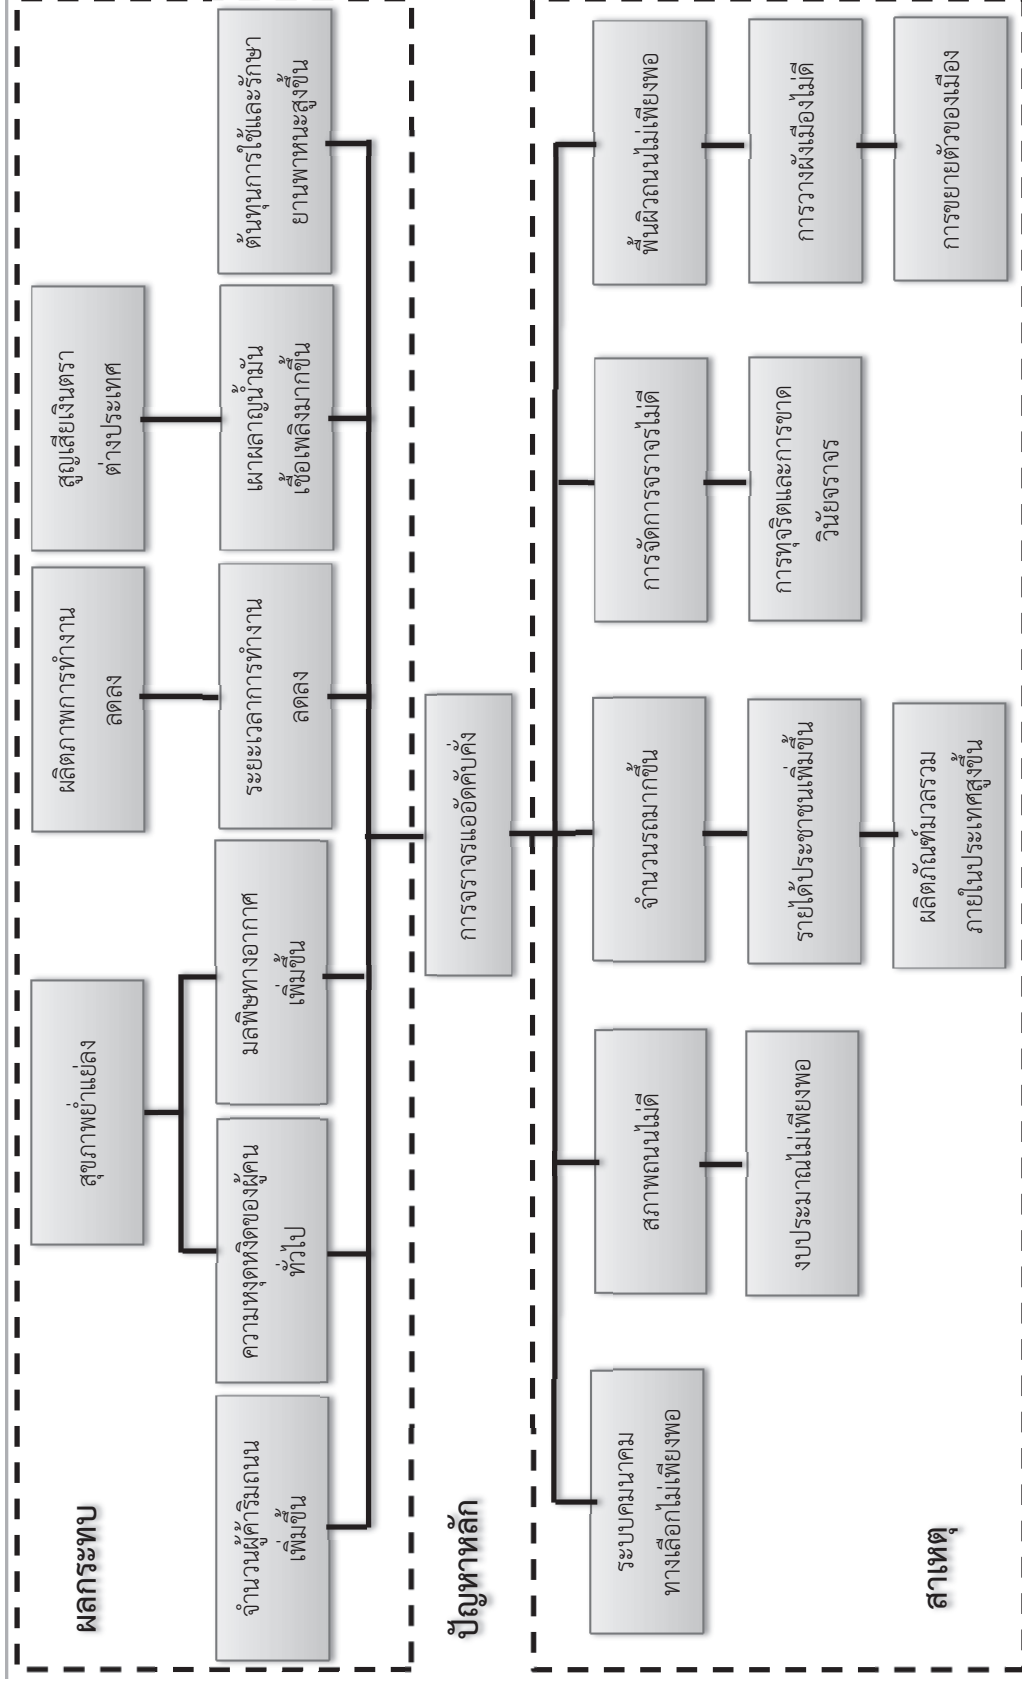 ผลกระทบ
สุขภาพย่ำแย่ลง
ผลิตภาพการทำงาน
ลดลง
สูญเสียเงินตรา
ต่างประเทศ
จำนวนผู้ค้าริมถนน
เพิ่มขึ้น
ความหงุดหงิดของผู้คน
ทั่วไป
มลพิษทางอากาศ
เพิ่มขึ้น
ระยะเวลาการทำงาน
ลดลง
เผาผลาญน้ำมัน
เชื้อเพลิงมากขึ้น
ต้นทุนการใช้และรักษา
ยานพาหนะสูงขึ้น
ปัญหาหลัก
การจราจรแออัดคับคั่ง
ระบบคมนาคม
ทางเลือกไม่เพียงพอ
สภาพถนนไม่ดี
จำนวนรถมากขึ้น
การจัดการจราจรไม่ดี
พื้นผิวถนนไม่เพียงพอ
งบประมาณไม่เพียงพอ
รายได้ประชาชนเพิ่มขึ้น
การทุจริตและการขาด
วินัยจราจร
การวางผังเมืองไม่ดี
สาเหตุ
ผลิตภัณฑ์มวลรวม
ภายในประเทศสูงขึ้น
การขยายตัวของเมือง